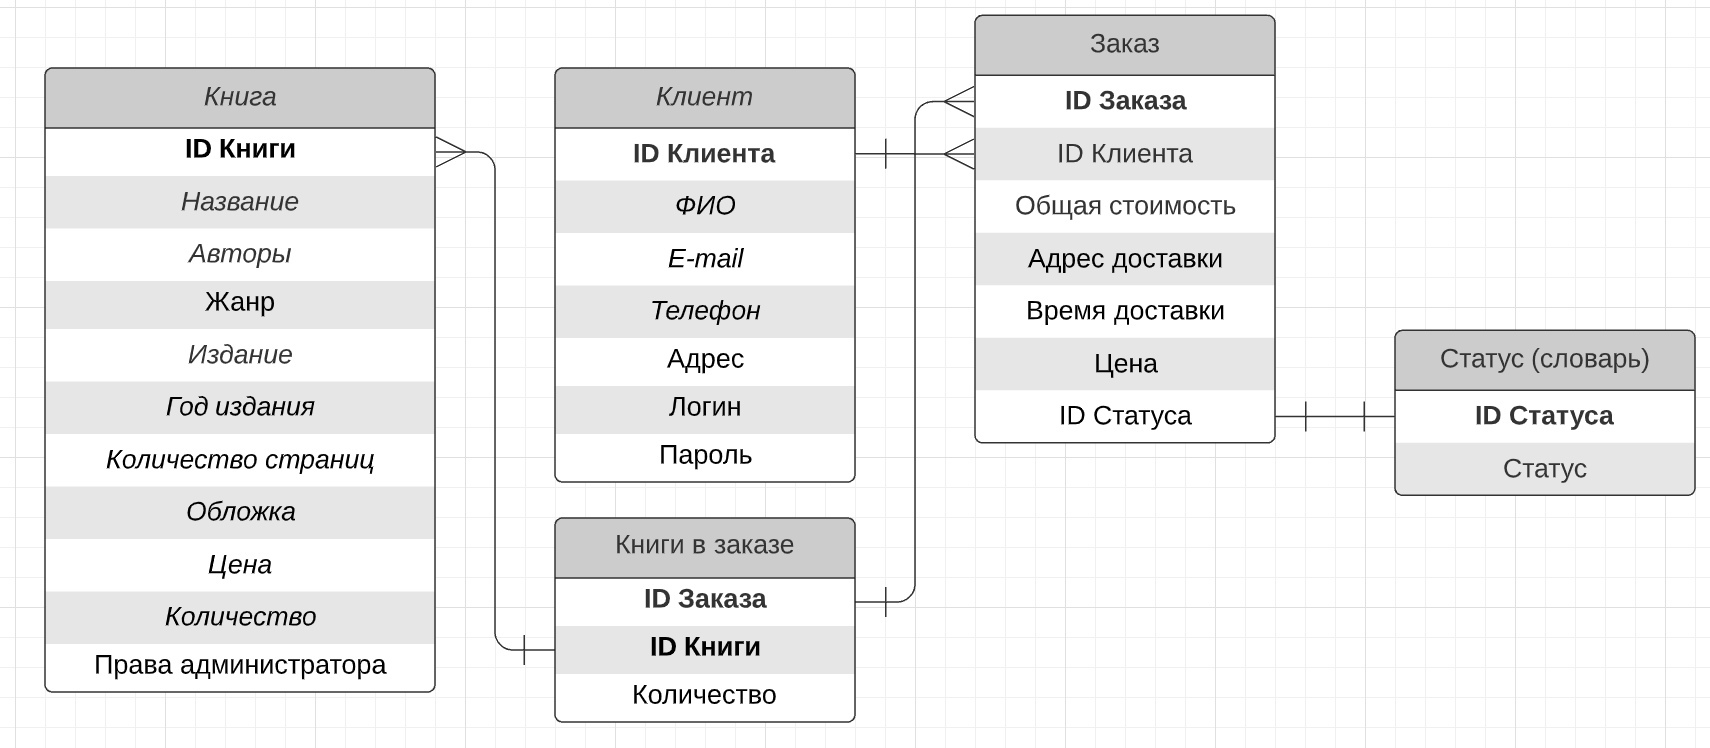 Книга
ID Книги
Название
Авторы
Жанр
Издание
Год издания
Количество страниц
Обложка
Цена
Количество
Права администратора
Клиент
ID Клиента
ФИО
E-mail
Телефон
Адрес
Логин
Пароль
Книги в заказе
ID Заказа
ID Книги
Количество
Заказ
ID Заказа
ID Клиента
Общая стоимость
Адрес доставки
Время доставки
Цена
ID Статуса
Статус (словарь)
ID Статуса
Статус